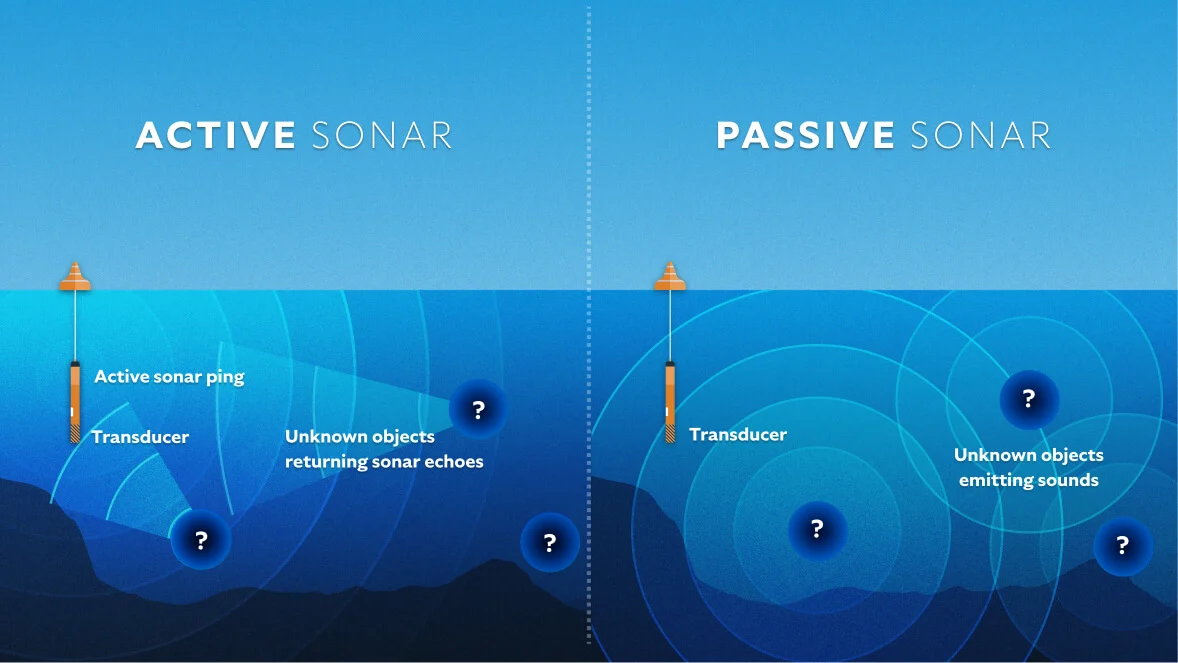 ACTIVE SONAR
Active sonar ping
Transducer
Unknown objects
returning sonar echoes
?
?
?
PASSIVE SONAR
Transducer
?
Unknown objects
emitting sounds
?
?